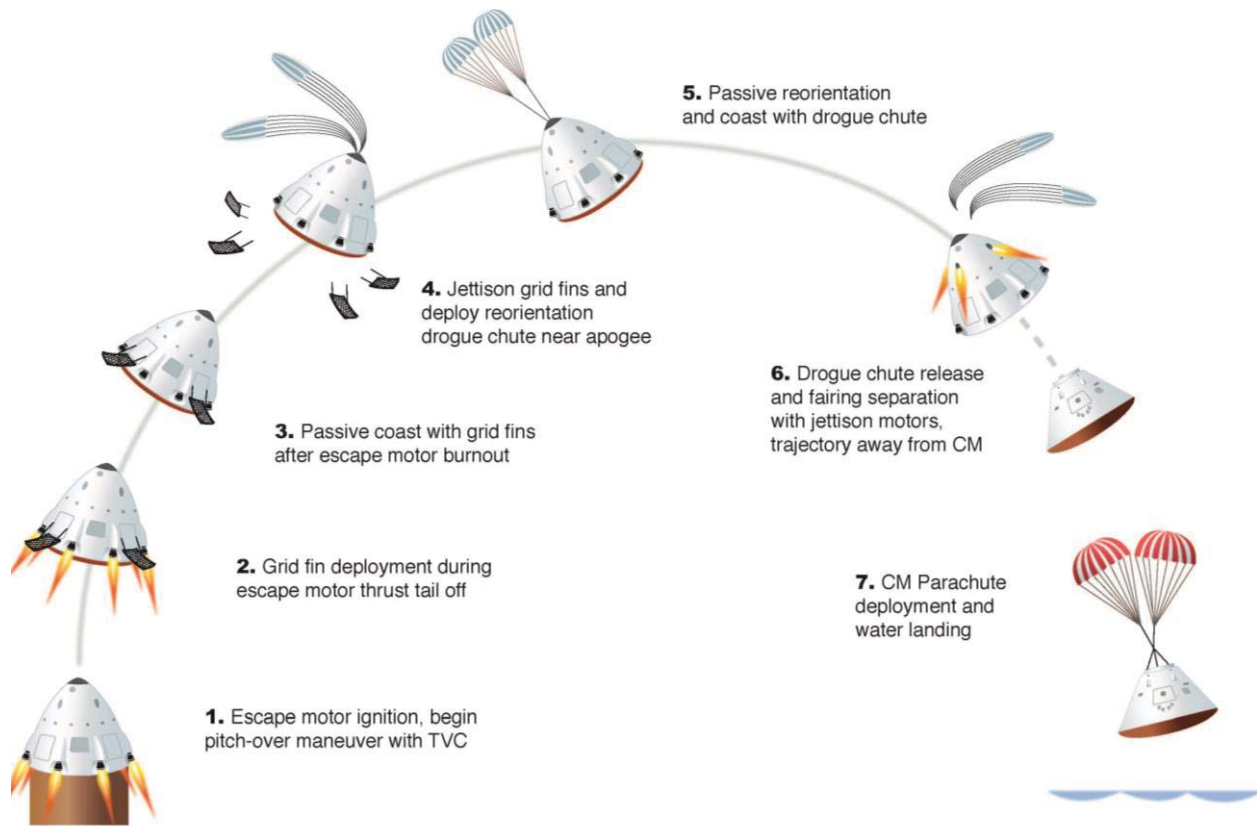 5. Passive reorientation
and coast with drogue chute
4. Jettison grid fins and
deploy reorientation
drogue chute near apogee
6. Drogue chute release
and fairing separation
with jettison motors,
trajectory away from CM
3. Passive coast with grid fins
after escape motor burnout
2. Grid fin deployment during
escape motor thrust tail off
7. CM Parachute
deployment and
water landing
1. Escape motor ignition, begin
pitch-over maneuver with TVC